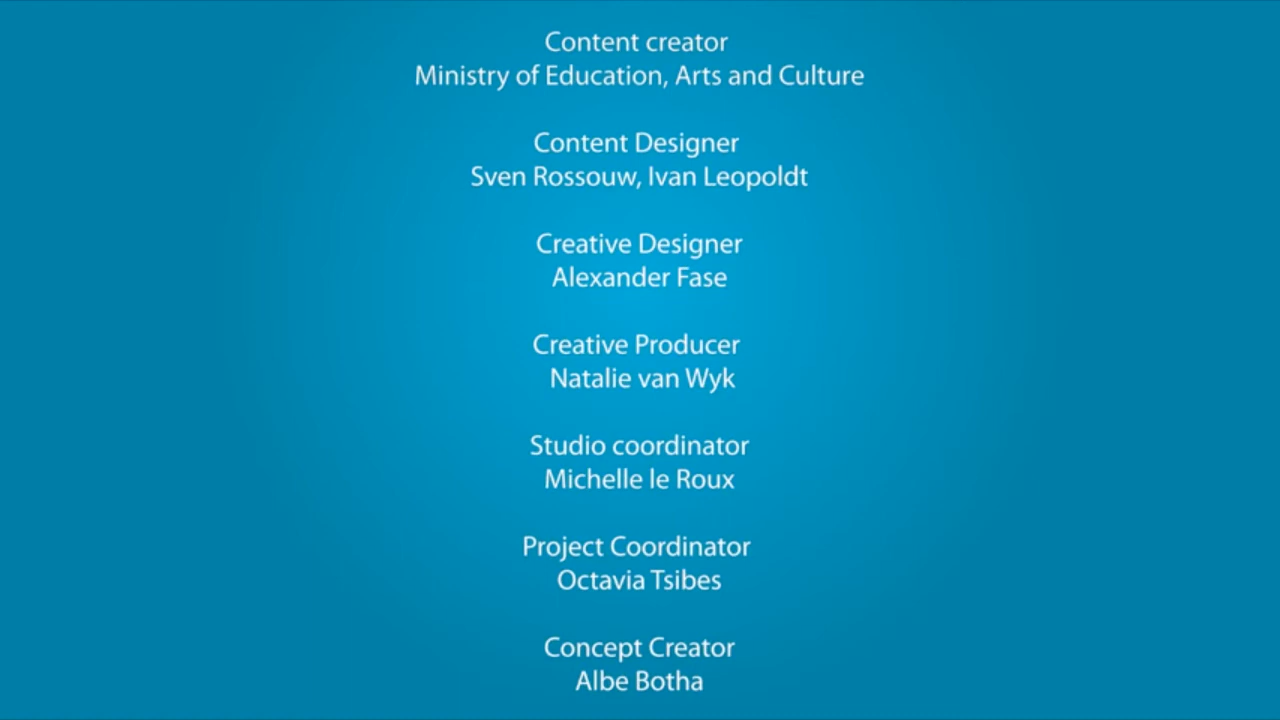 Content creator
Ministry of Education, Arts and Culture
Content Designer
Sven Rossouw, Ivan Leopoldt
Creative Designer
Alexander Fase
Creative Producer
Natalie van Wyk
Studio coordinator
Michelle le Roux
Project Coordinator
Octavia Tsibes
Concept Creator
Albe Botha